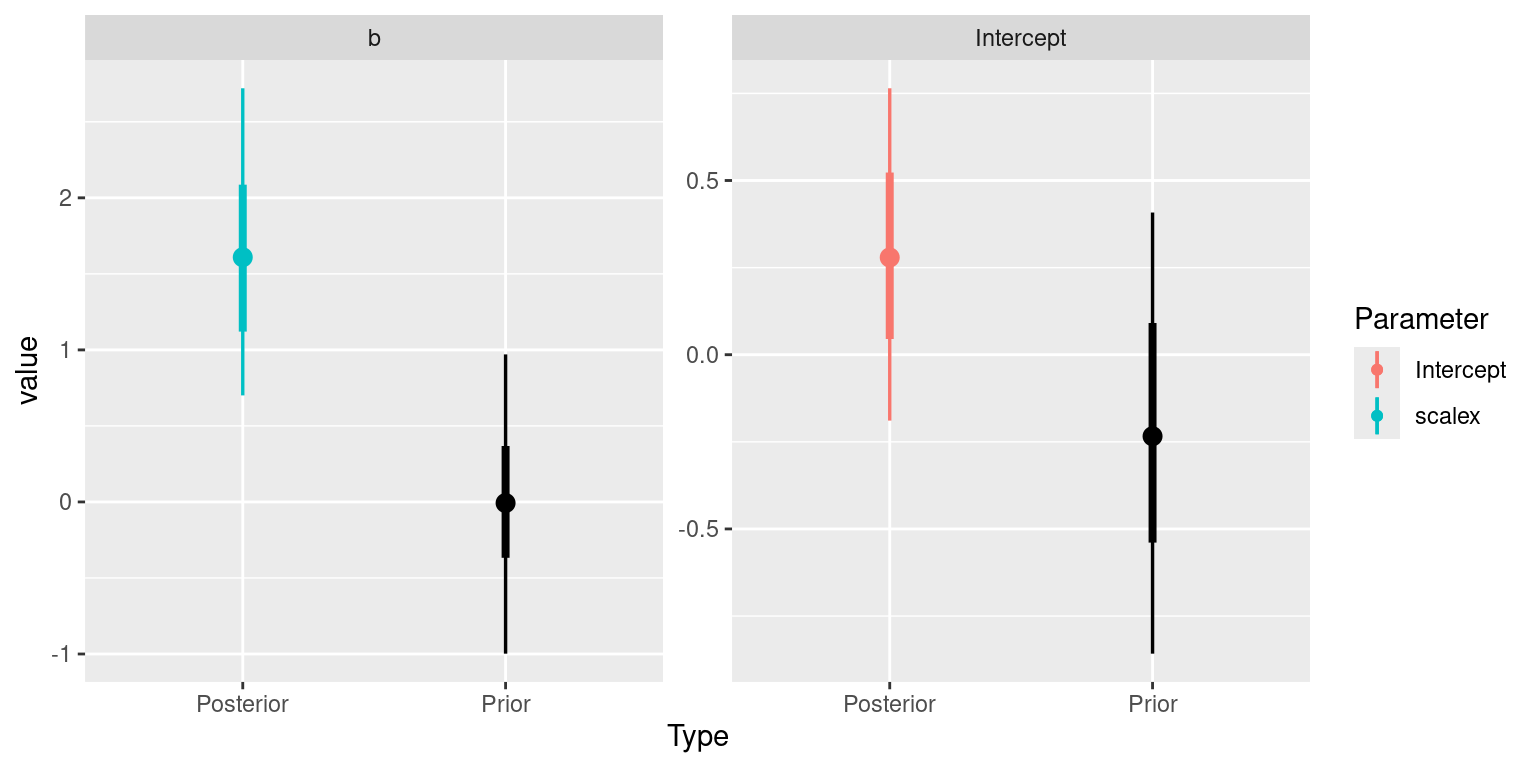 b
Intercept
value
2
1
0
-1
0.5
0.0
-0.5
Posterior
Prior
Posterior
Prior
Type
Parameter
Intercept
scalex